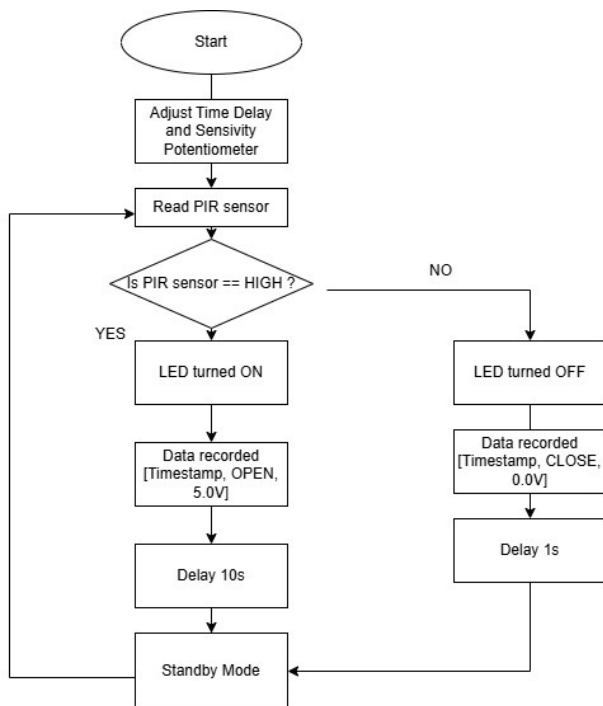 Start
Adjust Time Delay
and Sensivity
Potentiometer
Read PIR sensor
Is PIR sensor == HIGH ?
NO
YES
LED turned ON
LED turned OFF
Data recorded
[Timestamp, OPEN,
5.0V]
Data recorded
[Timestamp, CLOSE,
0.0V]
Delay 10s
Delay 1s
Standby Mode